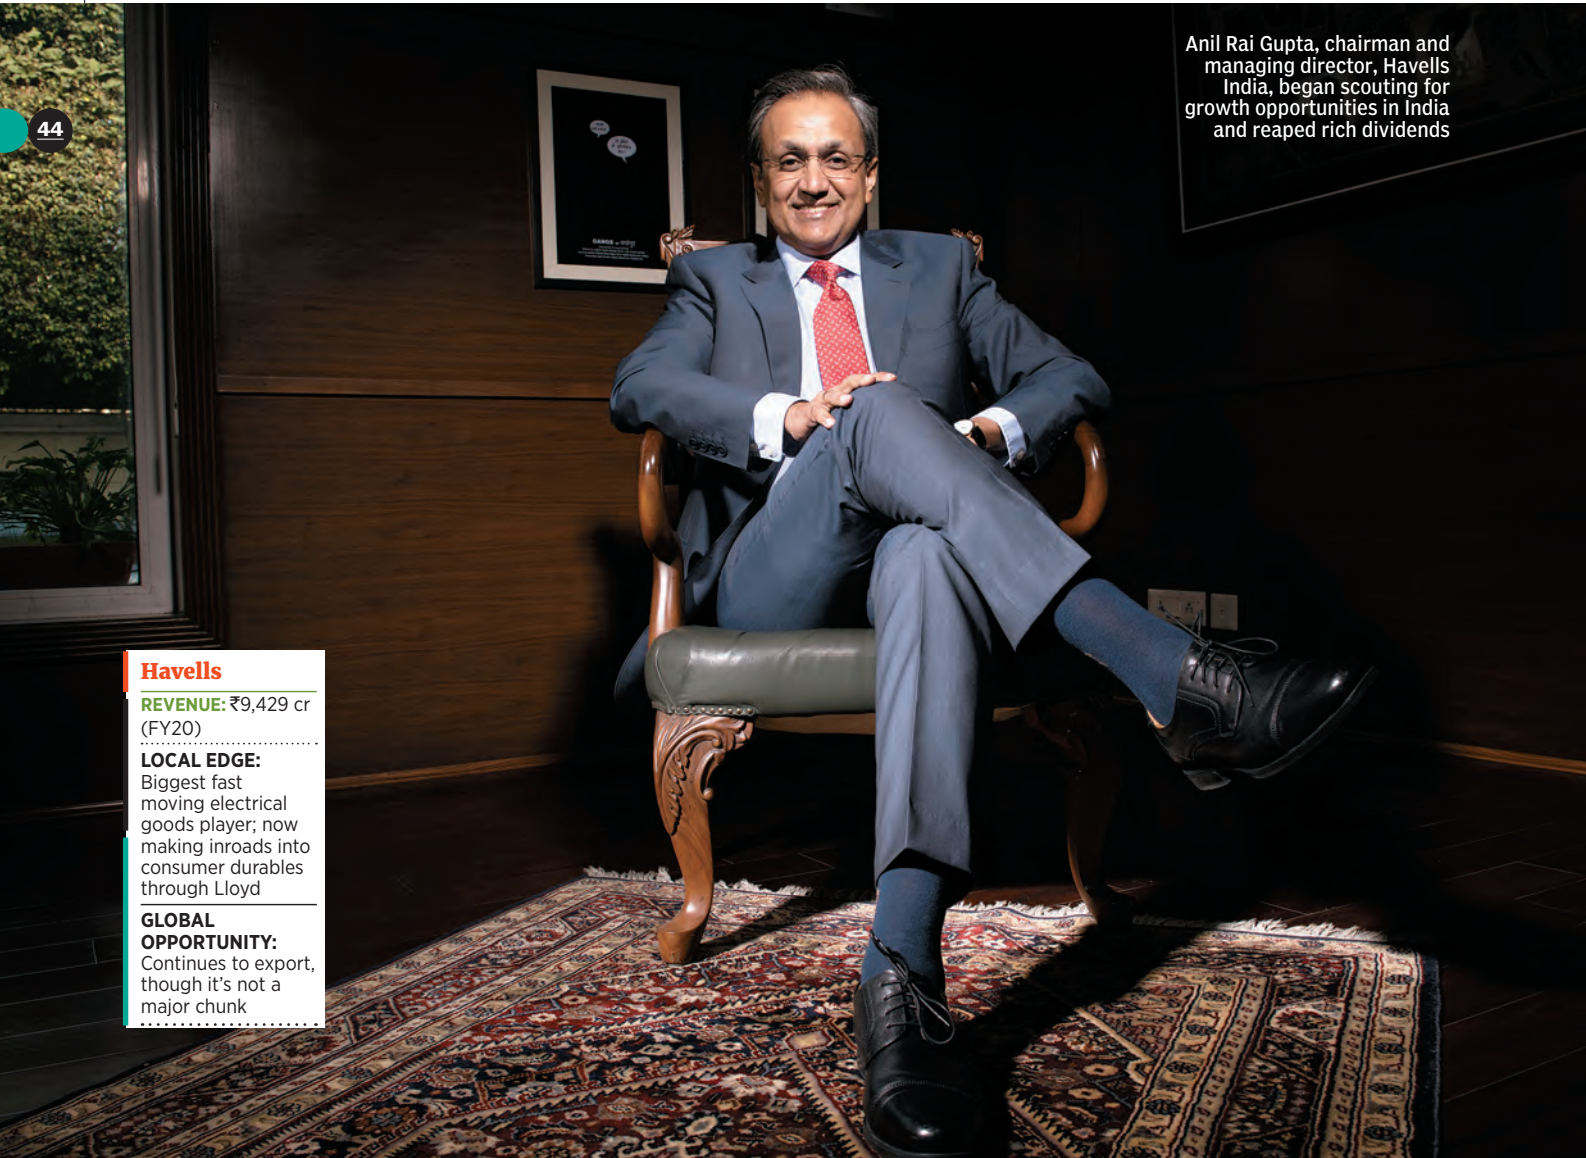 44
Anil Rai Gupta, chairman and
managing director, Havells
India, began scouting for
growth opportunities in India
and reaped rich dividends
GANGS
Havells
REVENUE: ₹9,429 cr
(FY20)
LOCAL EDGE:
Biggest fast
moving electrical
goods player; now
making inroads into
consumer durables
through Lloyd
GLOBAL
OPPORTUNITY:
Continues to export,
though it’s not a
major chunk